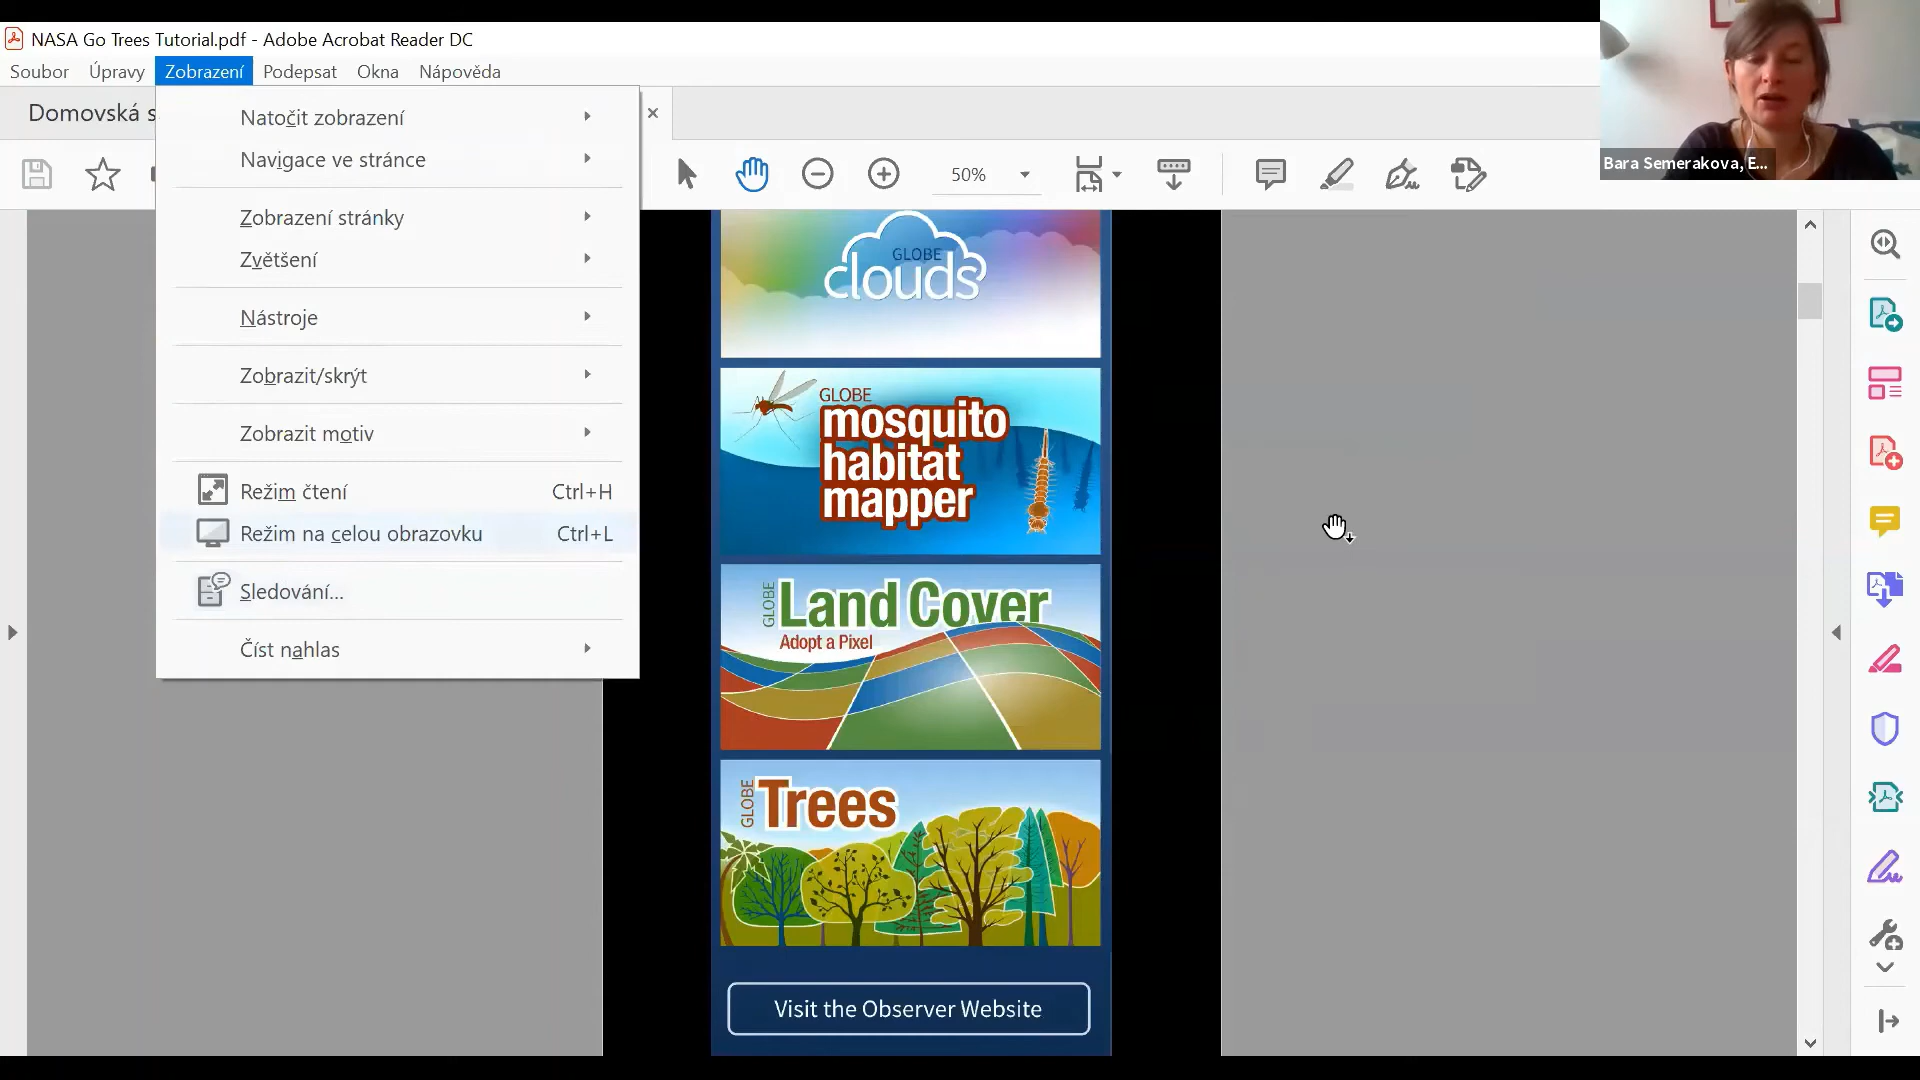 NASA Go Trees Tutorial.pdf - Adobe Acrobat Reader DC
Soubor Úpravy Zobrazení Podepsat Okna Nápověda
Domovská s
Natočit zobrazení
Navigace ve stránce
Zobrazení stránky
Zvětšení
Nástroje
Zobrazit/skrýt
Zobrazit motiv
Režim čtení Ctrl+H
Režim na celou obrazovku Ctrl+L
Sledování...
Číst nahlas
50%
Bara Semerakova, E...
GLOBE
clouds
GLOBE
mosquito
habitat
mapper
GLOBE
Land Cover
Adopt a Pixel
GLOBE
Trees
Visit the Observer Website